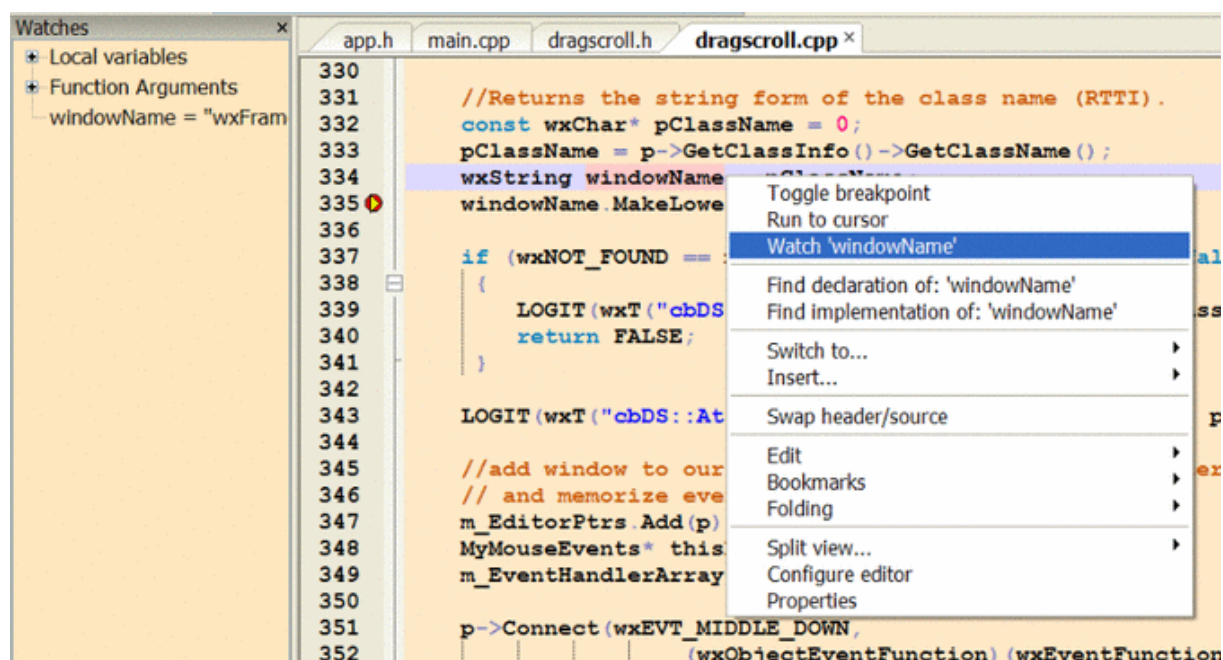 Watches ×
Local variables
Function Arguments
windowName = "wxFram
app.h main.cpp dragscroll.h dragscroll.cpp ×
330
331 //Returns the string form of the class name (RTTI).
332 const wxChar* pClassName = 0;
333 pClassName = p->GetClassInfo()->GetClassName();
334 wxString windowName = pClassName;
335 windowName.MakeLowe
336
337 if (wxNOT_FOUND ==
338 {
339 LOGIT(wxT("cbDS
340 return FALSE;
341 }
342
343 LOGIT(wxT("cbDS::At p
344
345 //add window to our er
346 // and memorize eve
347 m_EditorPtrs.Add(p)
348 MyMouseEvents* this
349 m_EventHandlerArray
350
351 p->Connect(wxEVT_MIDDLE_DOWN,
352 (wxObjectEventFunction)(wxEventFunction
Toggle breakpoint
Run to cursor
Watch 'windowName'
Find declaration of: 'windowName'
Find implementation of: 'windowName'
Switch to...
Insert...
Swap header/source
Edit
Bookmarks
Folding
Split view...
Configure editor
Properties